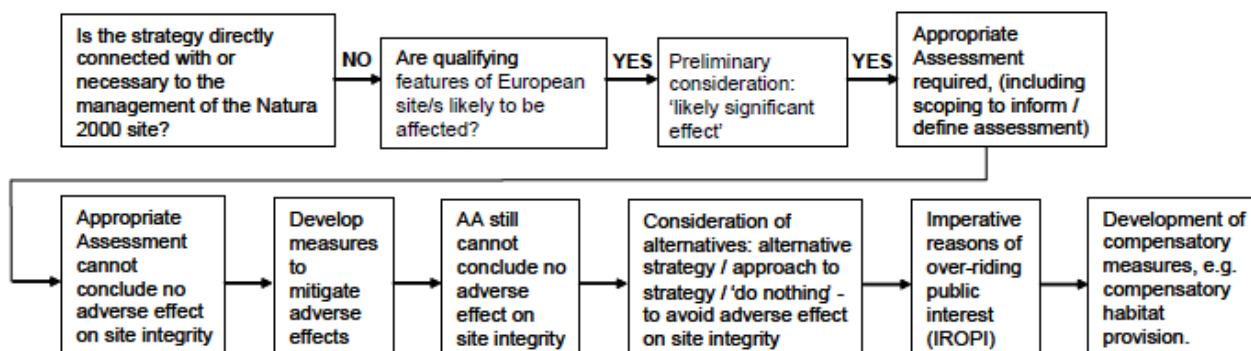 Is the strategy directly
connected with or
necessary to the
management of the Natura
2000 site?
NO
Are qualifying
features of European
site/s likely to be
affected?
YES
Preliminary
consideration:
‘likely significant
effect’
YES
Appropriate
Assessment
required, (including
scoping to inform /
define assessment)
Appropriate
Assessment
cannot
conclude no
adverse effect
on site integrity
Develop
measures
to
mitigate
adverse
effects
AA still
cannot
conclude no
adverse
effect on
site integrity
Consideration of
alternatives: alternative
strategy / approach to
strategy / ‘do nothing’ -
to avoid adverse effect
on site integrity
Imperative
reasons of
over-riding
public
interest
(IROPI)
Development of
compensatory
measures, e.g.
compensatory
habitat
provision.